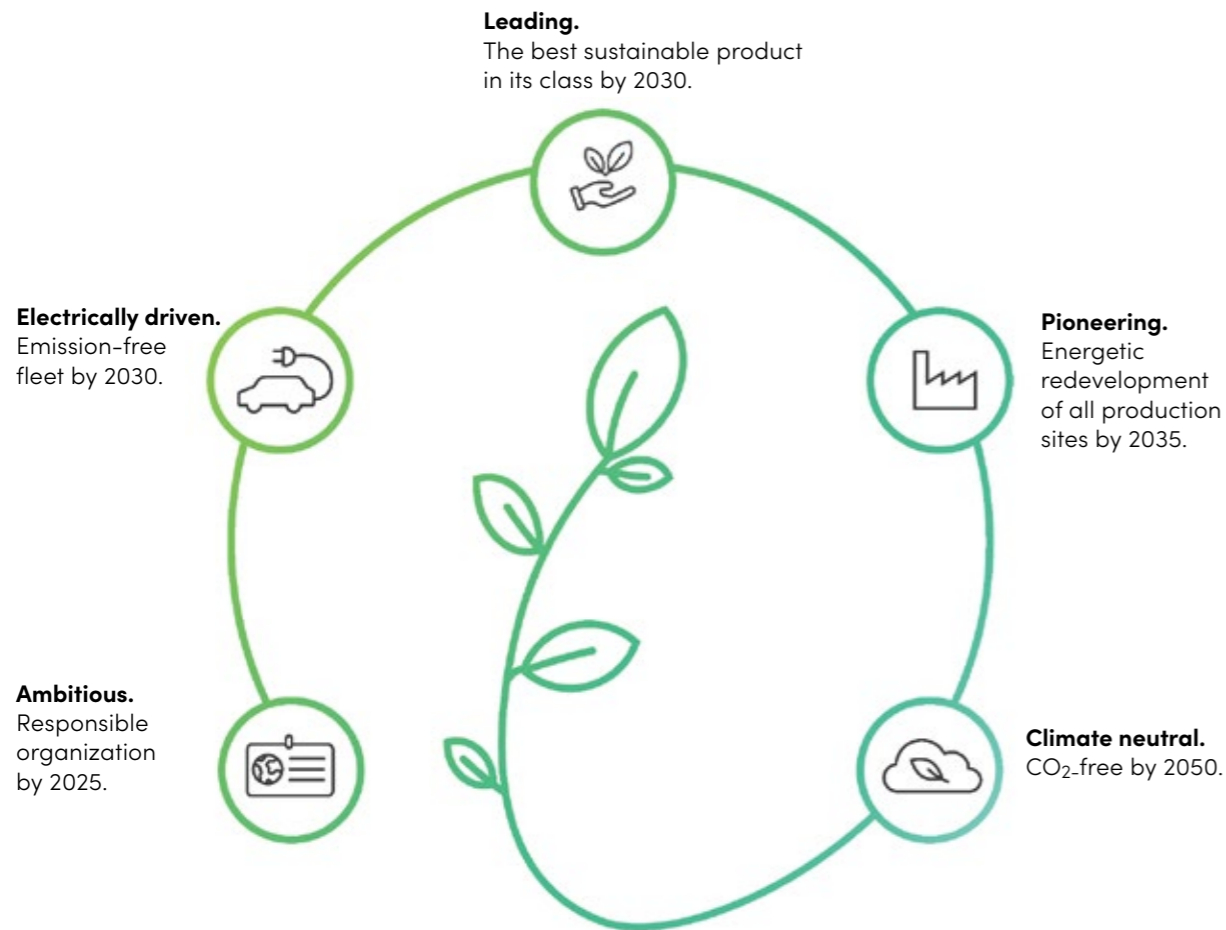 Leading.
The best sustainable product
in its class by 2030.
Electrically driven.
Emission-free
fleet by 2030.
Pioneering.
Energetic
redevelopment
of all production
sites by 2035.
Ambitious.
Responsible
organization
by 2025.
Climate neutral.
CO₂-free by 2050.